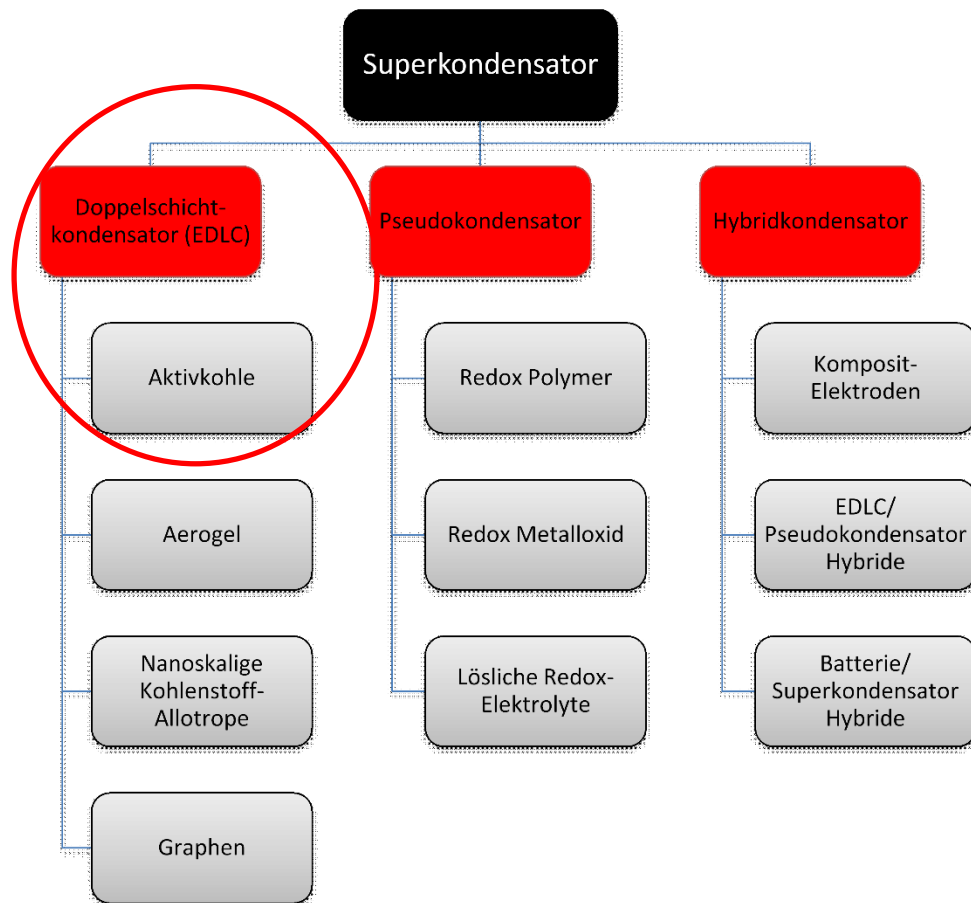 Superkondensator
Doppelschicht-
kondensator (EDLC)
Pseudokondensator
Hybridkondensator
Aktivkohle
Redox Polymer
Komposit-
Elektroden
Aerogel
Redox Metalloxid
EDLC/
Pseudokondensator
Hybride
Nanoskalige
Kohlenstoff-
Allotrope
Lösliche Redox-
Elektrolyte
Batterie/
Superkondensator
Hybride
Graphen